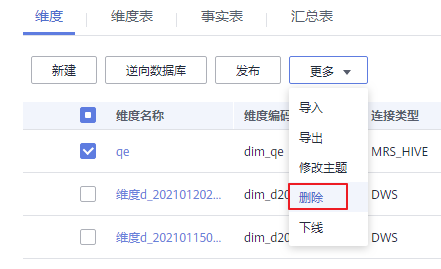 维度 维度表 事实表 汇总表
新建 逆向数据库 发布 更多
导入
导出
修改主题
删除
下线
维度名称 维度编码 连接类型
qe dim_qe MRS_HIVE
维度d_202101202... dim_d20 DWS
维度d_202101150... dim_d20 DWS